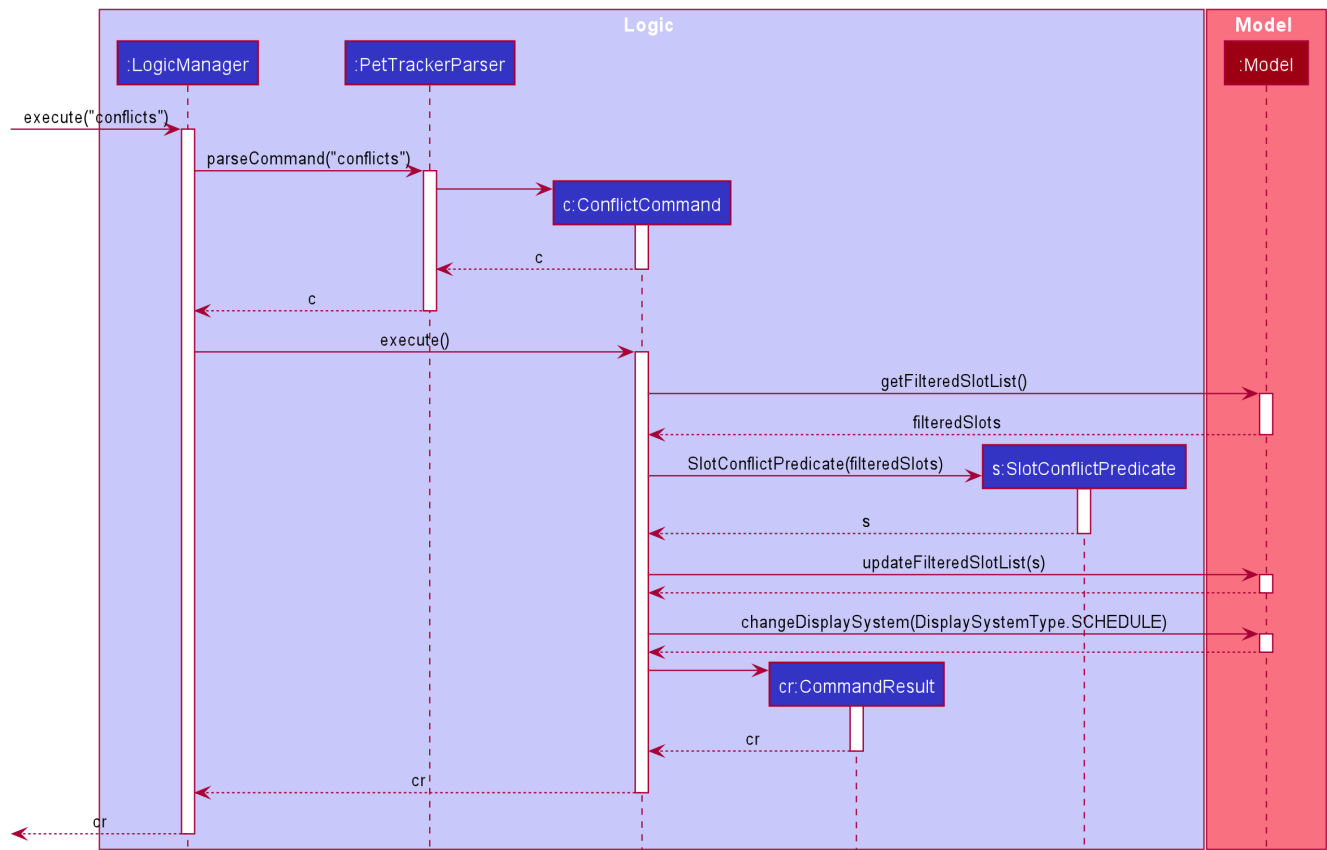 Logic
Model
:LogicManager
:PetTrackerParser
:Model
execute("conflicts")
parseCommand("conflicts")
c:ConflictCommand
c
c
execute()
getFilteredSlotList()
filteredSlots
SlotConflictPredicate(filteredSlots)
s:SlotConflictPredicate
s
updateFilteredSlotList(s)
changeDisplaySystem(DisplaySystemType.SCHEDULE)
cr:CommandResult
cr
cr
cr